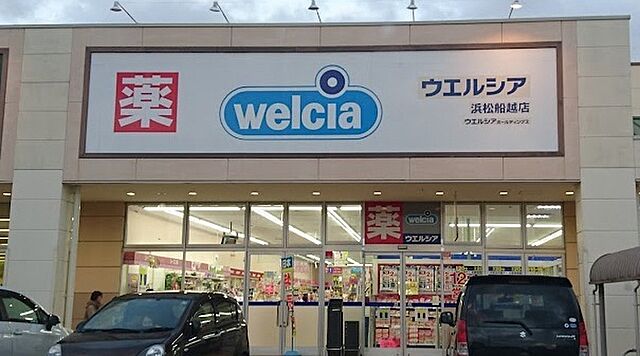 薬
welcia
ウエルシア
浜松船越店
ウエルシアホールディングス
薬
welcia
ウエルシア